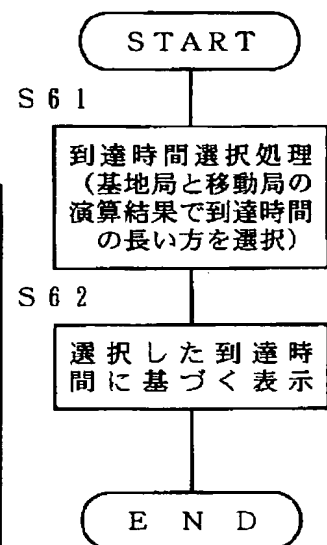 START
S61
到達時間選択処理
(基地局と移動局の
演算結果で到達時間
の長い方を選択)
S62
選択した到達時
間に基づく表示
END